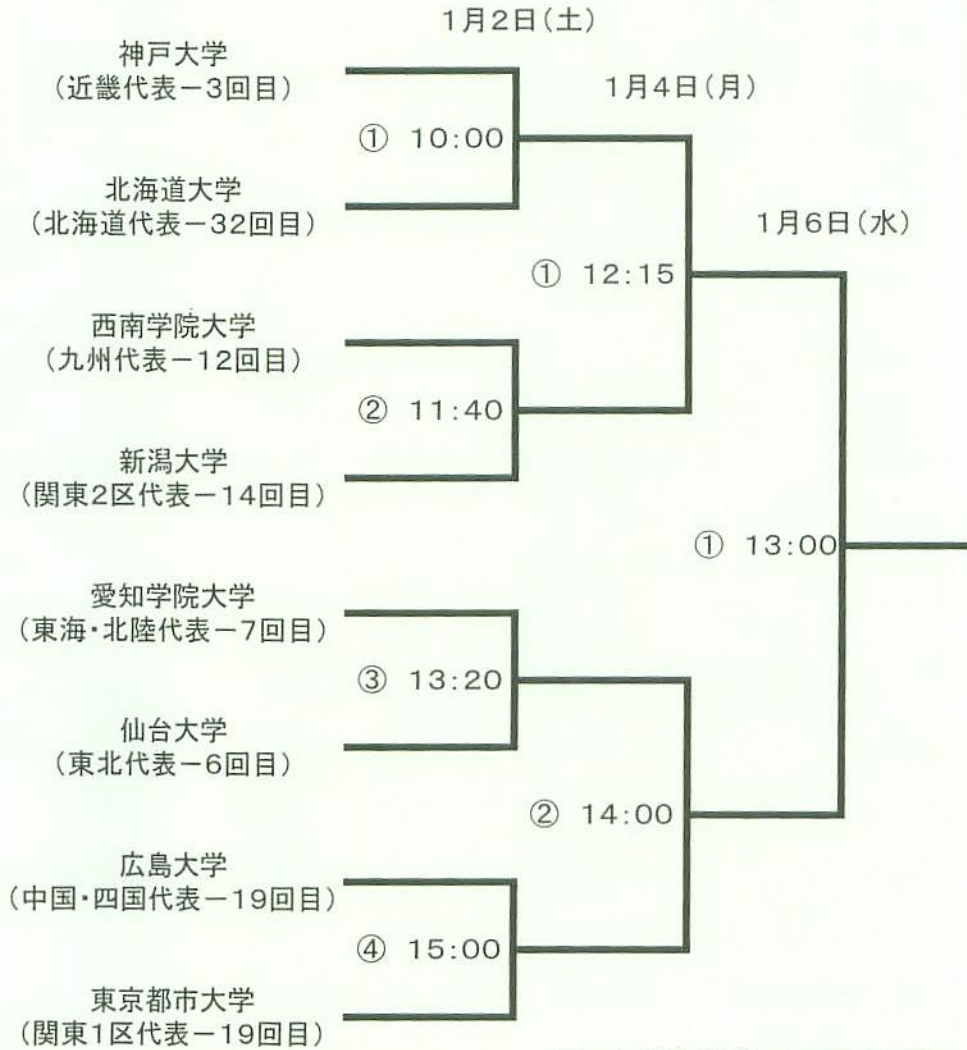 1月2日(土)
神戸大学
(近畿代表－3回目)
1月4日(月)
① 10:00
北海道大学
(北海道代表－32回目)
1月6日(水)
① 12:15
西南学院大学
(九州代表－12回目)
② 11:40
新潟大学
(関東2区代表－14回目)
① 13:00
愛知学院大学
(東海・北陸代表－7回目)
③ 13:20
仙台大学
(東北代表－6回目)
② 14:00
広島大学
(中国・四国代表－19回目)
④ 15:00
東京都市大学
(関東1区代表－19回目)